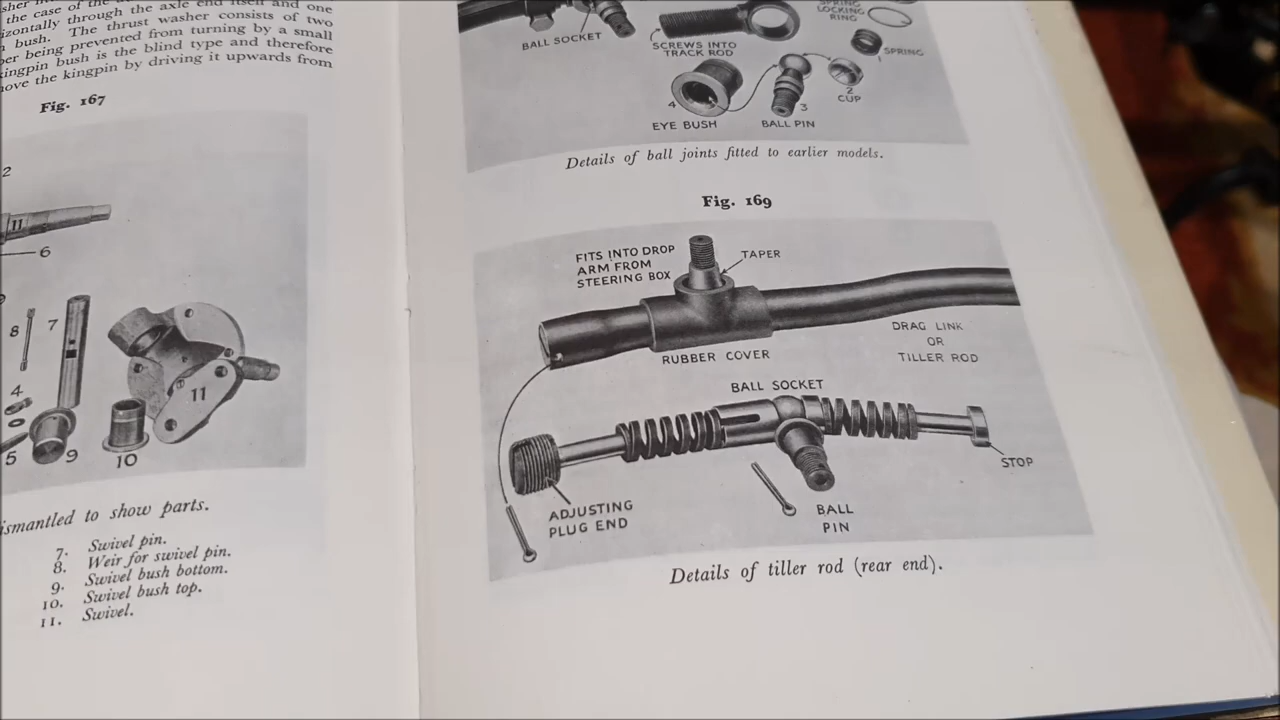 the case of the
izontally through the axle end itself and one
bush. The thrust washer consists of two
being prevented from turning by a small
kingpin bush is the blind type and therefore
ove the kingpin by driving it upwards from
Fig. 167
2
11
6
8
7
4
5
9
10
11
ismantled to show parts.
7. Swivel pin.
8. Weir for swivel pin.
9. Swivel bush bottom.
10. Swivel bush top.
11. Swivel.
BALL SOCKET
SCREWS INTO
TRACK ROD
SPRING
LOCKING
RING
SPRING
1
2
CUP
4
3
EYE BUSH
BALL PIN
Details of ball joints fitted to earlier models.
Fig. 169
FITS INTO DROP
ARM FROM
STEERING BOX
TAPER
RUBBER COVER
DRAG LINK
OR
TILLER ROD
BALL SOCKET
STOP
ADJUSTING
PLUG END
BALL
PIN
Details of tiller rod (rear end).